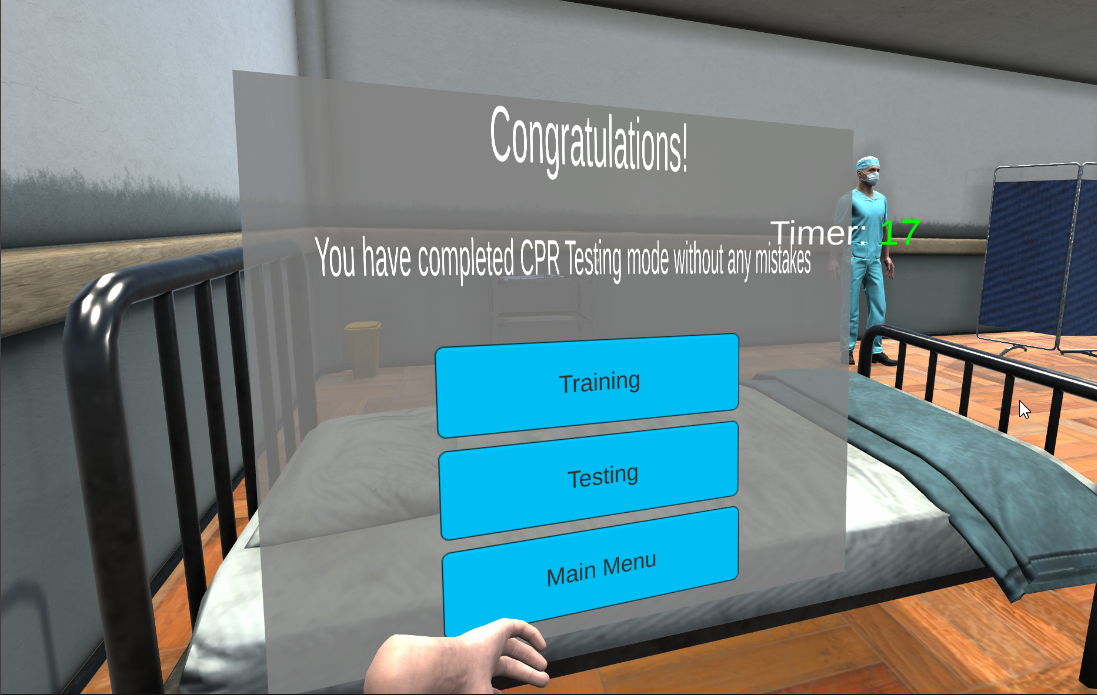 Congratulations!
Timer: 17
You have completed CPR Testing mode without any mistakes
Training
Testing
Main Menu